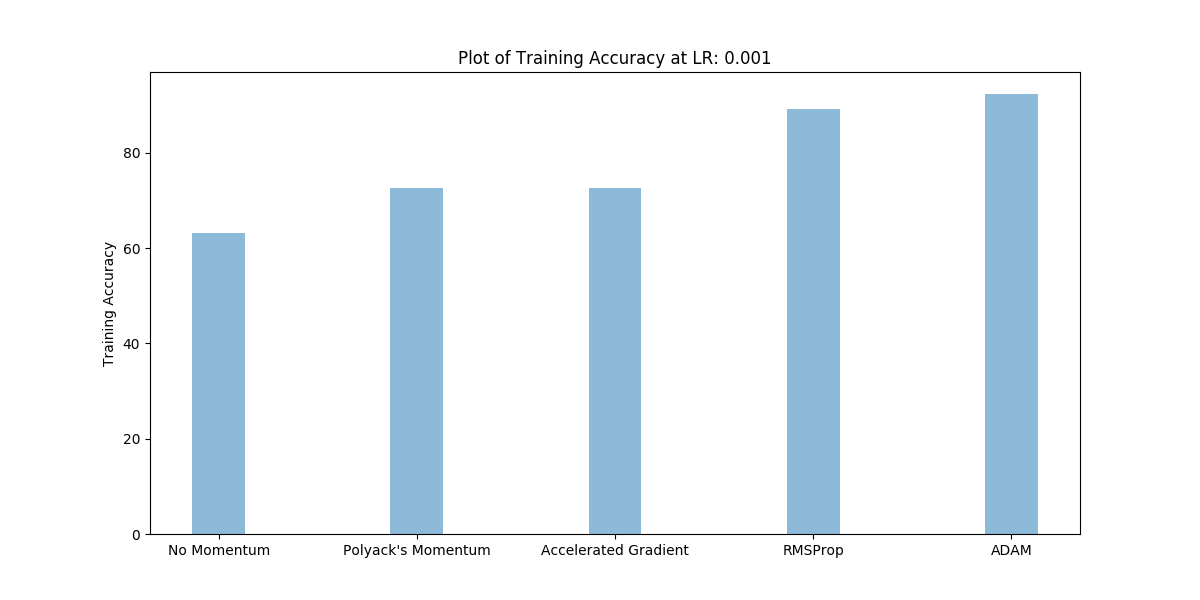 Plot of Training Accuracy at LR: 0.001
Training Accuracy
80
60
40
20
0
No Momentum
Polyack's Momentum
Accelerated Gradient
RMSProp
ADAM